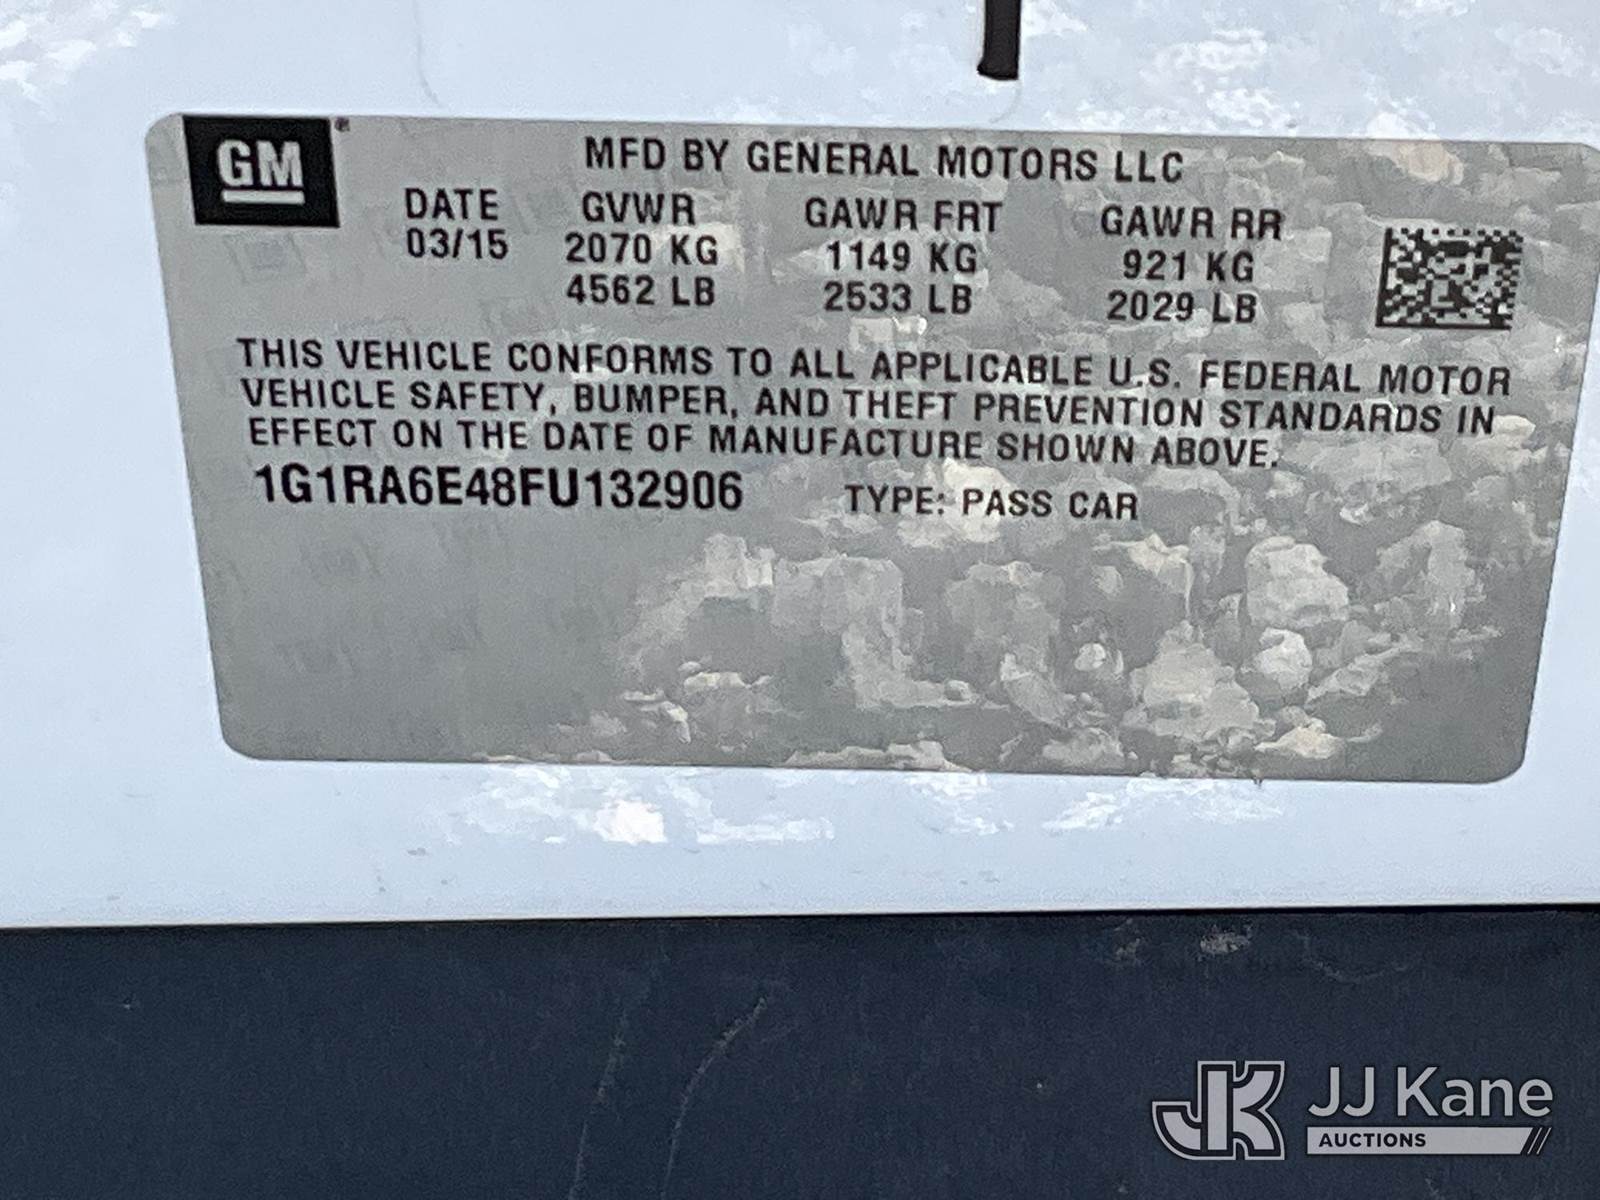 GM®
MFD BY GENERAL MOTORS LLC
DATE GVWR GAWR FRT GAWR RR
03/15 2070 KG 1149 KG 921 KG
4562 LB 2533 LB 2029 LB
THIS VEHICLE CONFORMS TO ALL APPLICABLE U.S. FEDERAL MOTOR
VEHICLE SAFETY, BUMPER, AND THEFT PREVENTION STANDARDS IN
EFFECT ON THE DATE OF MANUFACTURE SHOWN ABOVE.
1G1RA6E48FU132906 TYPE: PASS CAR
JK JJ Kane
AUCTIONS